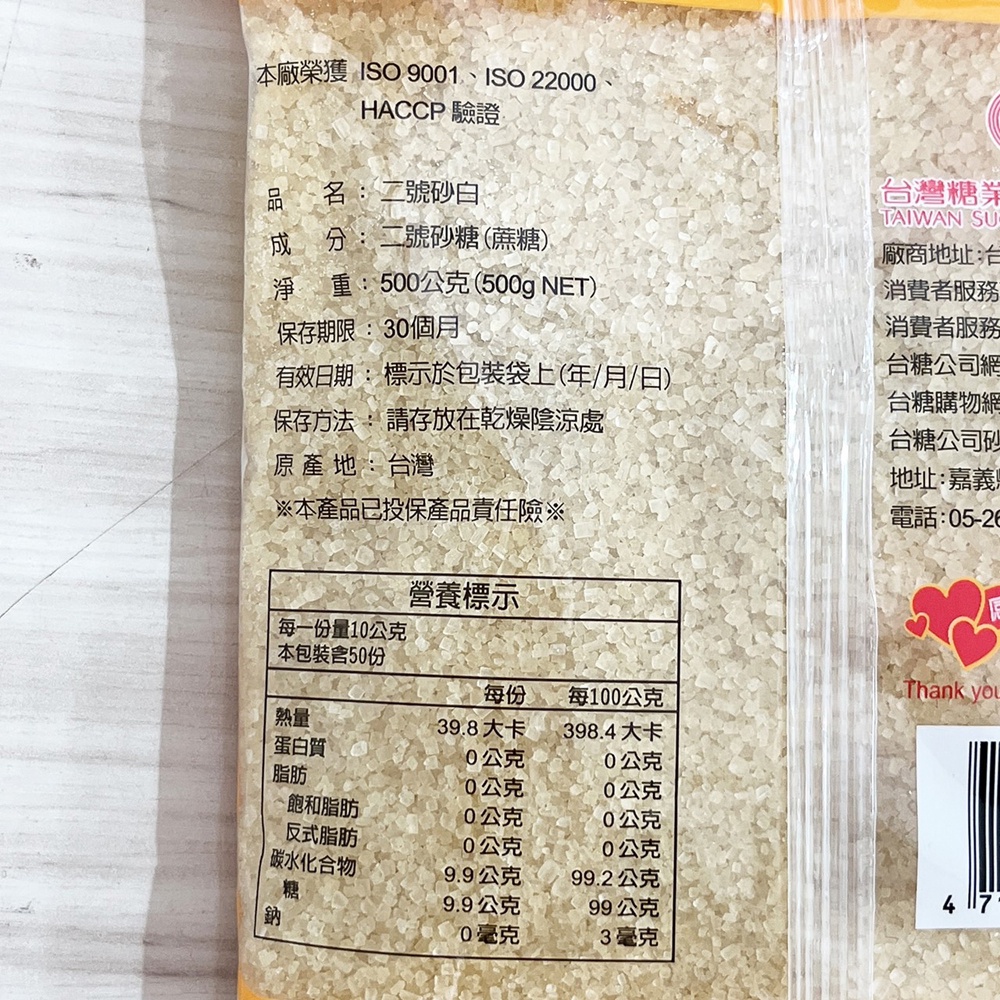 本廠榮獲 ISO 9001、ISO 22000、
HACCP 驗證
品名：二號砂白
成分：二號砂糖(蔗糖)
淨重：500公克(500g NET)
保存期限：30個月
有效日期：標示於包裝袋上(年/月/日)
保存方法：請存放在乾燥陰涼處
原產地：台灣
※本產品已投保產品責任險※
營養標示
每一份量10公克
本包裝含50份
每份 每100公克
熱量 39.8大卡 398.4大卡
蛋白質 0公克 0公克
脂肪 0公克 0公克
飽和脂肪 0公克 0公克
反式脂肪 0公克 0公克
碳水化合物 9.9公克 99.2公克
糖 9.9公克 99公克
鈉 0毫克 3毫克
台灣糖業
TAIWAN SU
廠商地址:台
消費者服務
消費者服務
台糖公司網
台糖購物網
台糖公司砂
地址:嘉義
電話:05-26
Thank you
4 7